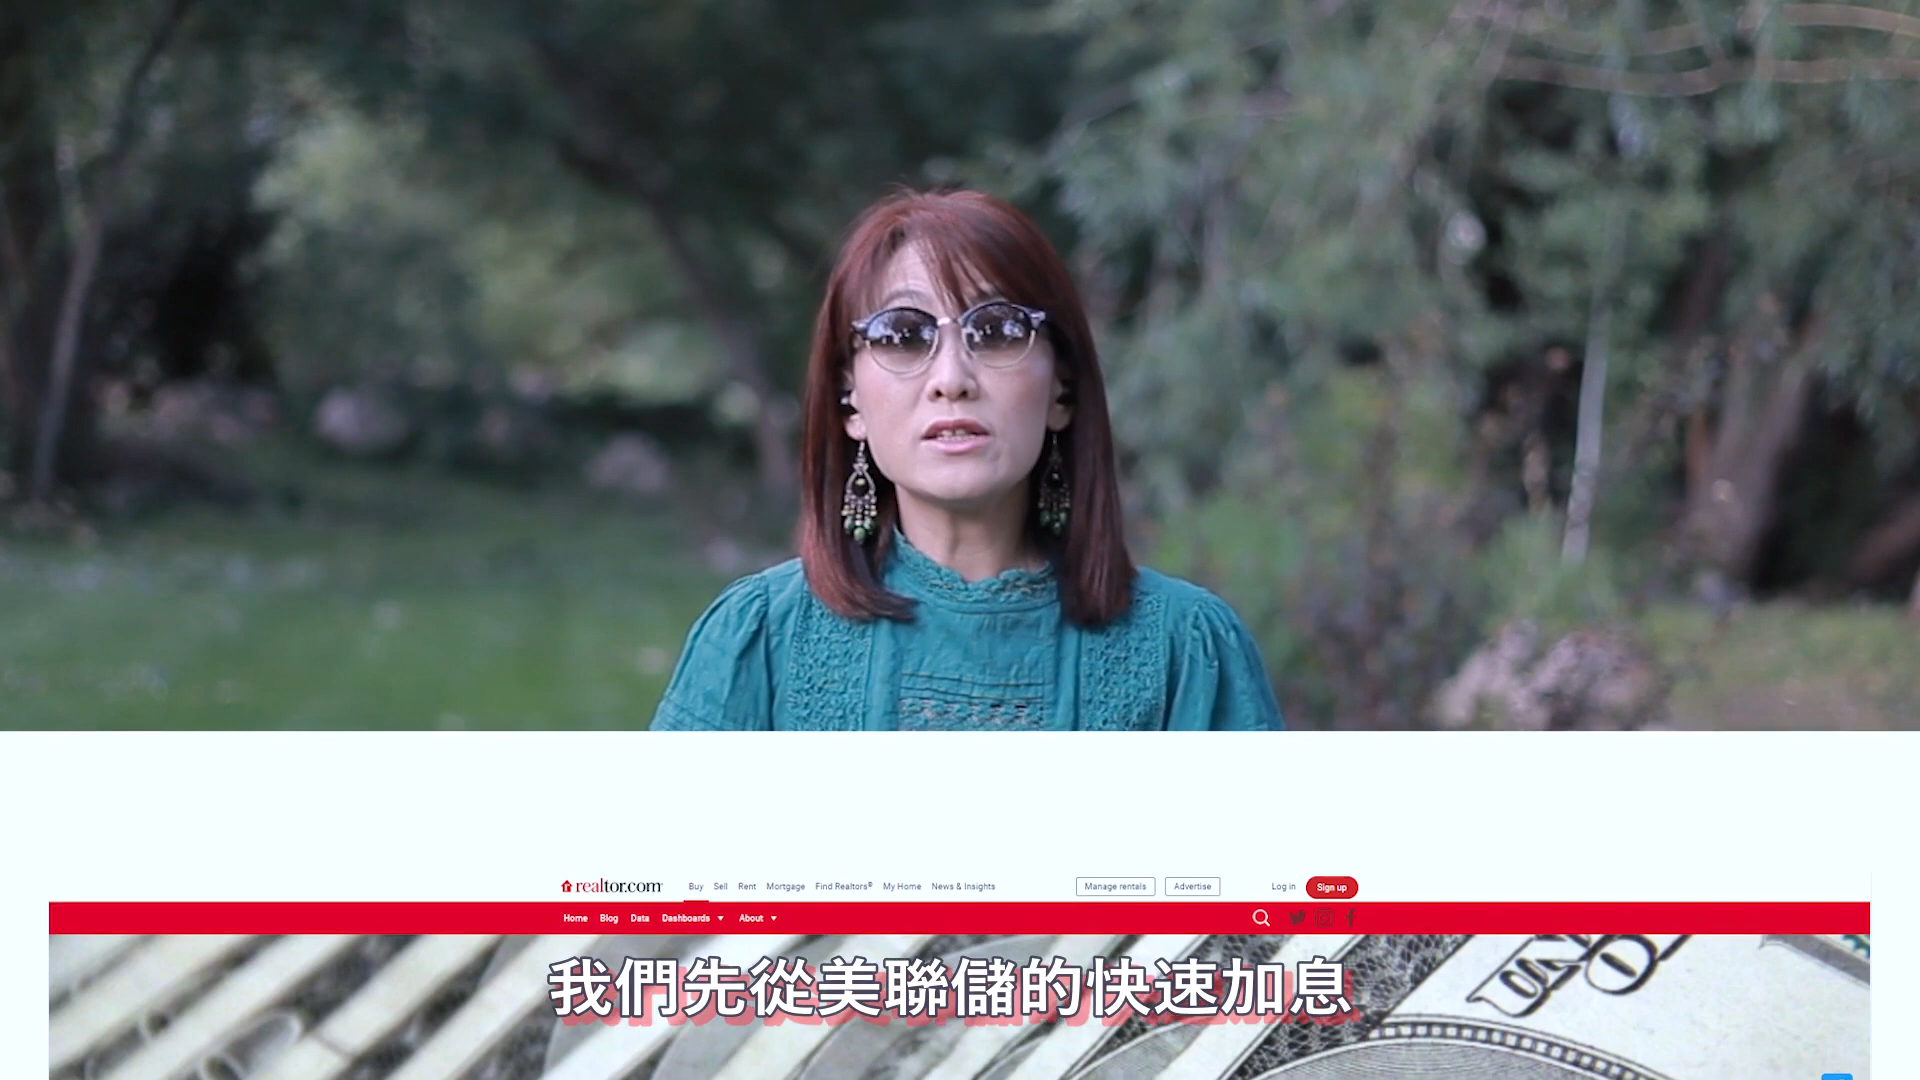 realtor.com
Buy Sell Rent Mortgage Find Realtors® My Home News & Insights Manage rentals Advertise Log in Sign up
Home Blog Data Dashboards About
我們先從美聯儲的快速加息